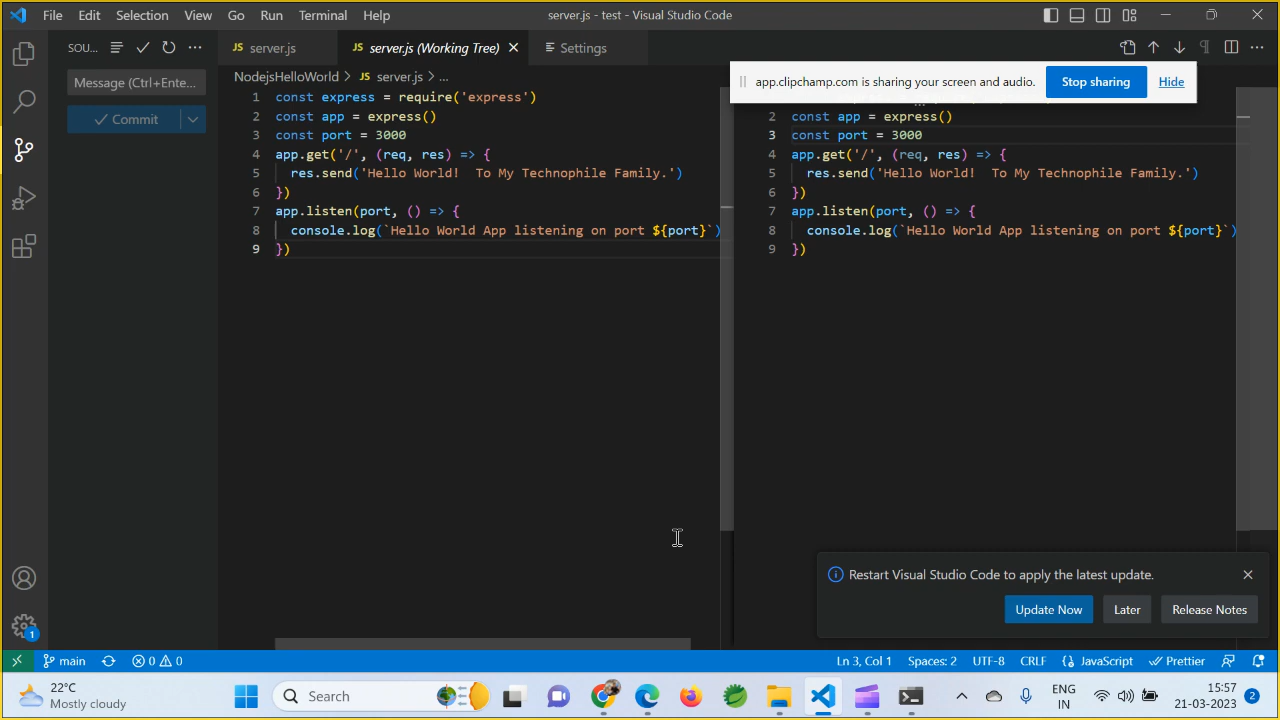 File Edit Selection View Go Run Terminal Help
server.js - test - Visual Studio Code
SOU...
Message (Ctrl+Ente...
Commit
JS server.js
JS server.js (Working Tree)
Settings
NodejsHelloWorld > JS server.js > ...
app.clipchamp.com is sharing your screen and audio. Stop sharing Hide
1 const express = require('express')
2 const app = express()
3 const port = 3000
4 app.get('/', (req, res) => {
5 res.send('Hello World!  To My Technophile Family.')
6 })
7 app.listen(port, () => {
8 console.log(`Hello World App listening on port ${port}`)
9 })
2 const app = express()
3 const port = 3000
4 app.get('/', (req, res) => {
5 res.send('Hello World!  To My Technophile Family.')
6 })
7 app.listen(port, () => {
8 console.log(`Hello World App listening on port ${port}`)
9 })
Restart Visual Studio Code to apply the latest update.
Update Now Later Release Notes
1
main 0 0
Ln 3, Col 1 Spaces: 2 UTF-8 CRLF {} JavaScript Prettier
22°C
Mostly cloudy
Search
ENG
IN
15:57
21-03-2023
2